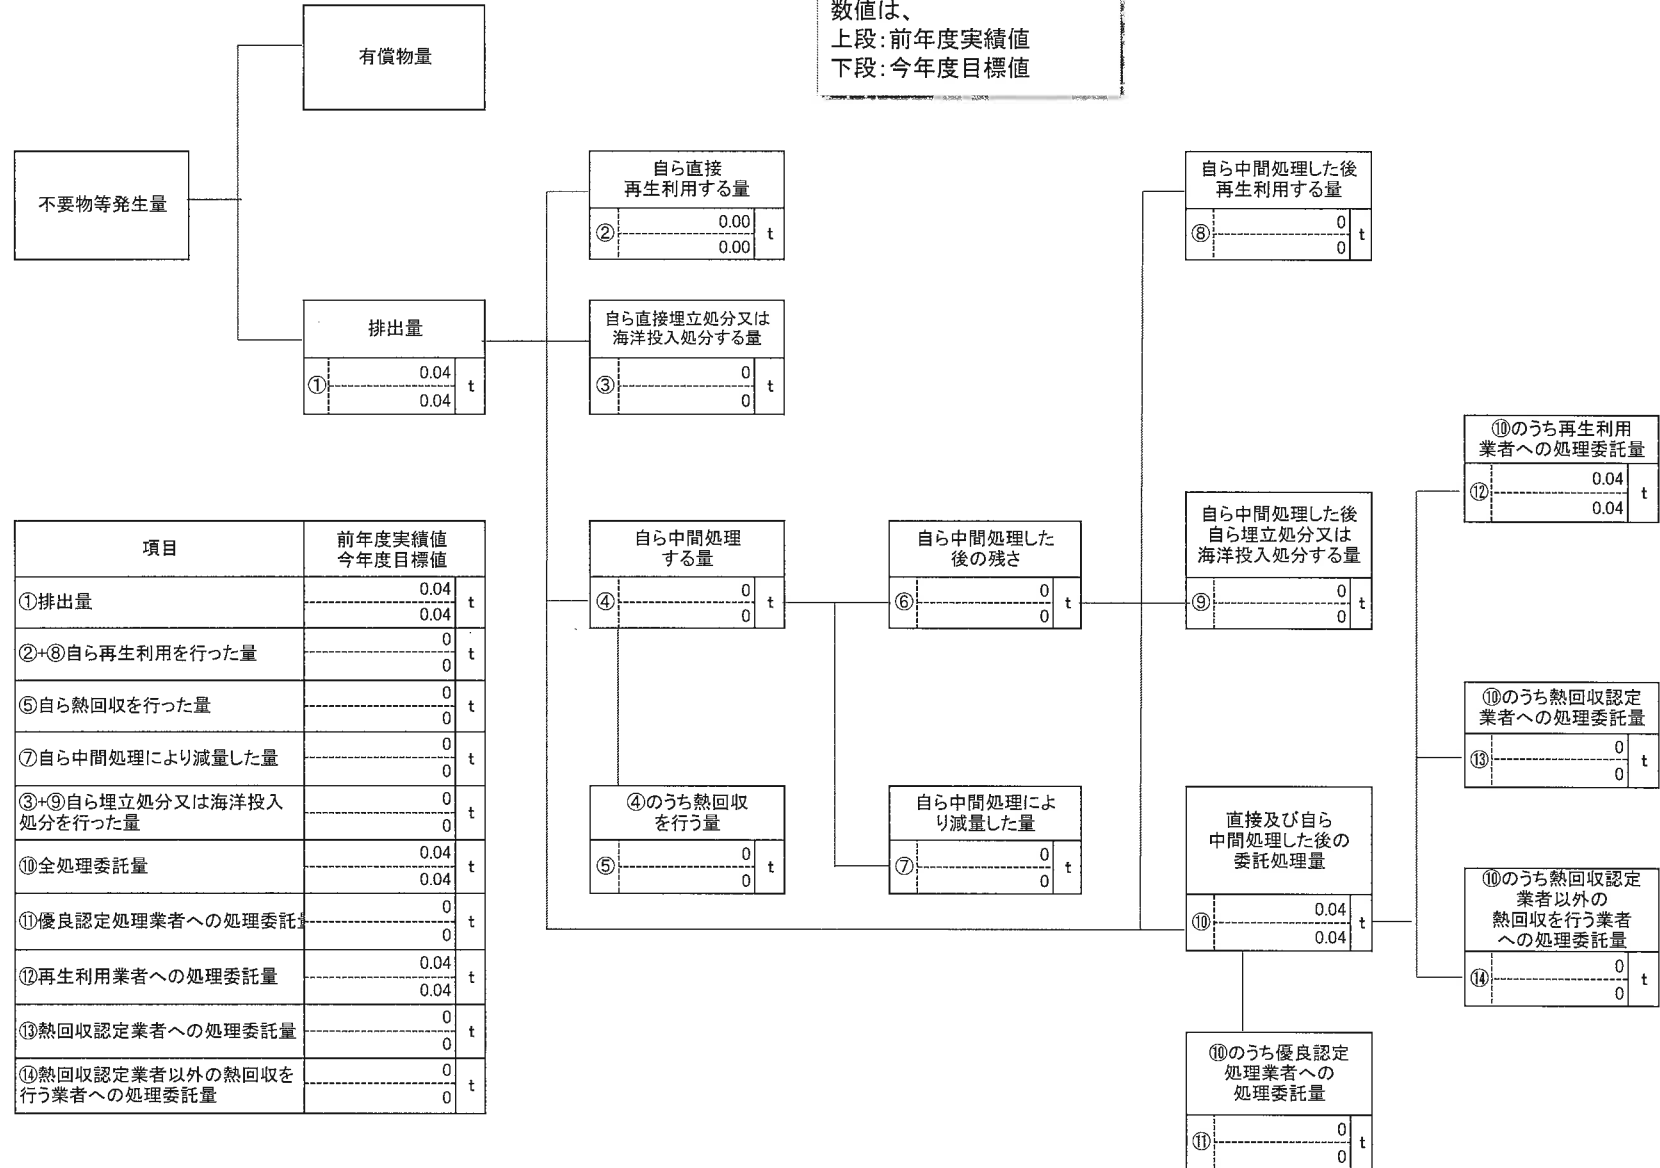 数値は、
上段:前年度実績値
下段:今年度目標値
有償物量
不要物等発生量
排出量
① 0.04 t
0.04
自ら直接
再生利用する量
② 0.00 t
0.00
自ら直接埋立処分又は
海洋投入処分する量
③ 0 t
0
自ら中間処理した後
再生利用する量
⑧ 0 t
0
自ら中間処理
する量
④ 0 t
0
自ら中間処理した
後の残さ
⑥ 0 t
0
自ら中間処理した後
自ら埋立処分又は
海洋投入処分する量
⑨ 0 t
0
④のうち熱回収
を行う量
⑤ 0 t
0
自ら中間処理によ
り減量した量
⑦ 0 t
0
直接及び自ら
中間処理した後の
委託処理量
⑩ 0.04 t
0.04
⑩のうち優良認定
処理業者への
処理委託量
⑪ 0 t
0
⑩のうち再生利用
業者への処理委託量
⑫ 0.04 t
0.04
⑩のうち熱回収認定
業者への処理委託量
⑬ 0 t
0
⑩のうち熱回収認定
業者以外の
熱回収を行う業者
への処理委託量
⑭ 0 t
0
項目 前年度実績値
今年度目標値
①排出量 0.04 t
0.04
②+⑧自ら再生利用を行った量 0 t
0
⑤自ら熱回収を行った量 0 t
0
⑦自ら中間処理により減量した量 0 t
0
③+⑨自ら埋立処分又は海洋投入
処分を行った量 0 t
0
⑩全処理委託量 0.04 t
0.04
⑪優良認定処理業者への処理委託 0 t
0
⑫再生利用業者への処理委託量 0.04 t
0.04
⑬熱回収認定業者への処理委託量 0 t
0
⑭熱回収認定業者以外の熱回収を
行う業者への処理委託量 0 t
0